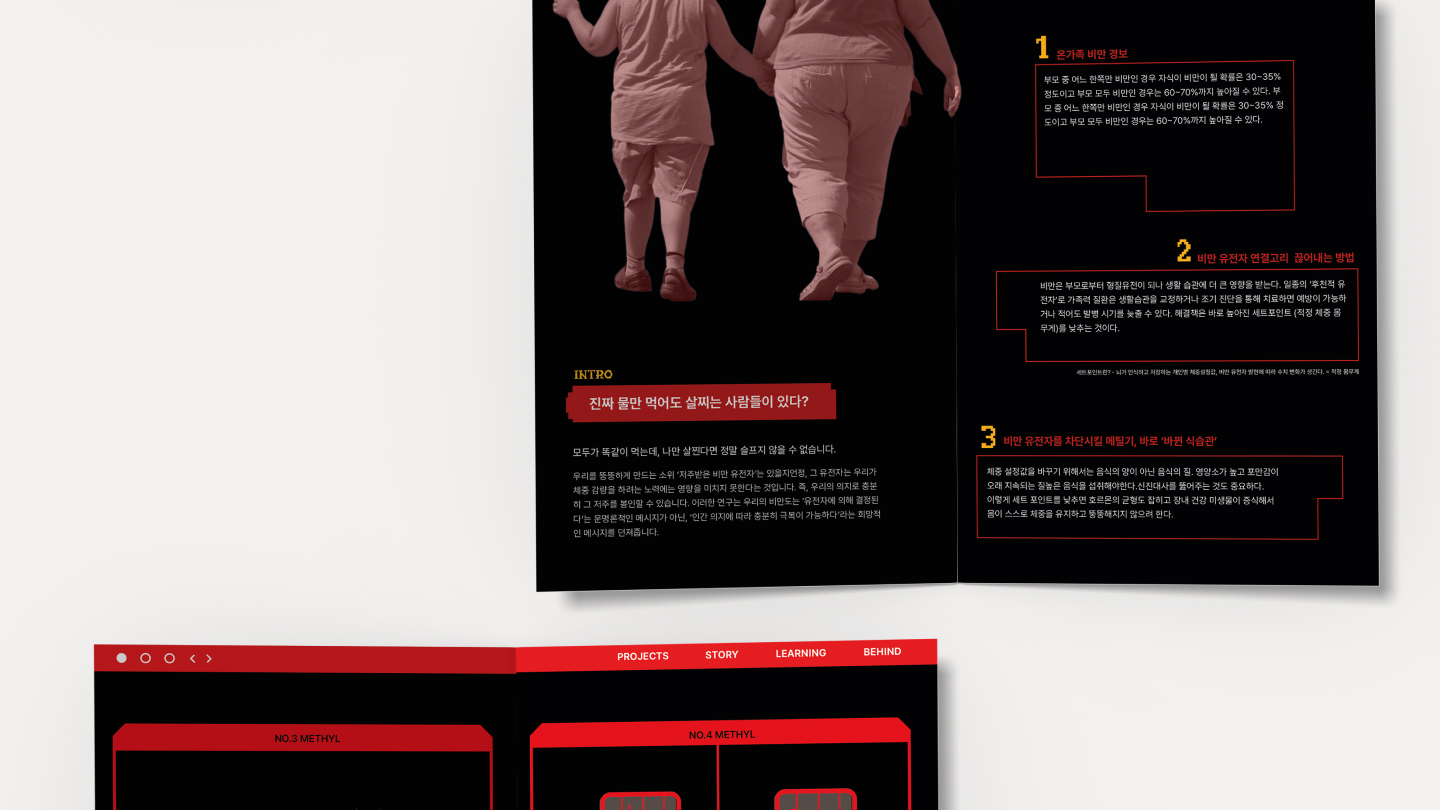 INTRO
진짜 물만 먹어도 살찌는 사람들이 있다?
모두가 똑같이 먹는데, 나만 살찐다면 정말 슬프지 않을 수 없습니다.
우리를 뚱뚱하게 만드는 소위 '저주받은 비만 유전자'는 있을지언정, 그 유전자는 우리가
체중 감량을 하려는 노력에는 영향을 미치지 못한다는 것입니다. 즉, 우리의 의지로 충분
히 그 저주를 봉인할 수 있습니다. 이러한 연구는 우리의 비만도는 '유전자에 의해 결정된
다'는 운명론적인 메시지가 아닌, '인간 의지에 따라 충분히 극복이 가능하다'라는 희망적
인 메시지를 던져줍니다.
1 온가족 비만 경보
부모 중 어느 한쪽만 비만인 경우 자식이 비만이 될 확률은 30~35%
정도이고 부모 모두 비만인 경우는 60~70%까지 높아질 수 있다. 부
모 중 어느 한쪽만 비만인 경우 자식이 비만이 될 확률은 30~35% 정
도이고 부모 모두 비만인 경우는 60~70%까지 높아질 수 있다.
2 비만 유전자 연결고리 끊어내는 방법
비만은 부모로부터 형질유전이 되나 생활 습관에 더 큰 영향을 받는다. 일종의 '후천적 유
전자'로 가족력 질환은 생활습관을 교정하거나 조기 진단을 통해 치료하면 예방이 가능하
거나 적어도 발병 시기를 늦출 수 있다. 해결책은 바로 높아진 세트포인트 (적정 체중 몸
무게)를 낮추는 것이다.
세트포인트란? - 뇌가 인식하고 저장하는 개인별 체중설정값, 비만 유전자 발현에 따라 수치 변화가 생긴다. = 적정 몸무게
3 비만 유전자를 차단시킬 메틸기, 바로 '바뀐 식습관'
체중 설정값을 바꾸기 위해서는 음식의 양이 아닌 음식의 질. 영양소가 높고 포만감이
오래 지속되는 질높은 음식을 섭취해야한다.신진대사를 뚫어주는 것도 중요하다.
이렇게 세트 포인트를 낮추면 호르몬의 균형도 잡히고 장내 건강 미생물이 증식해서
몸이 스스로 체중을 유지하고 뚱뚱해지지 않으려 한다.
PROJECTS STORY LEARNING BEHIND
NO.3 METHYL
NO.4 METHYL